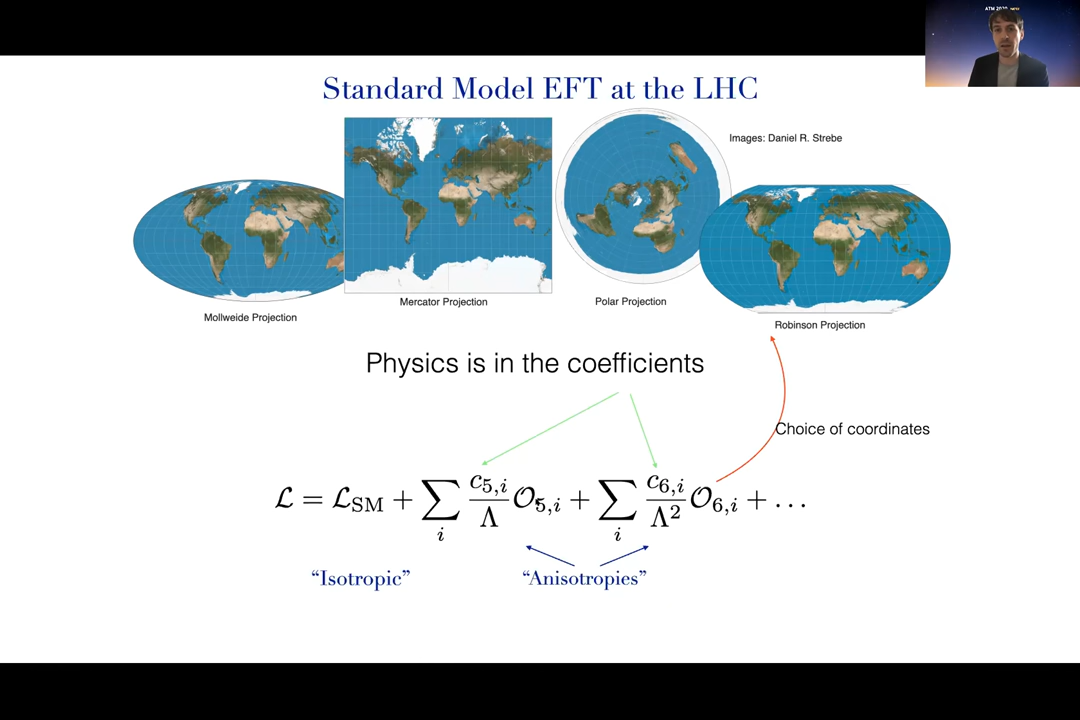 ATM 2020
Standard Model EFT at the LHC
Images: Daniel R. Strebe
Mollweide Projection
Mercator Projection
Polar Projection
Robinson Projection
Physics is in the coefficients
Choice of coordinates
ℒ = ℒ_SM + ∑_i c_{5,i}/Λ 𝒪_{5,i} + ∑_i c_{6,i}/Λ² 𝒪_{6,i} + …
“Isotropic”
“Anisotropies”